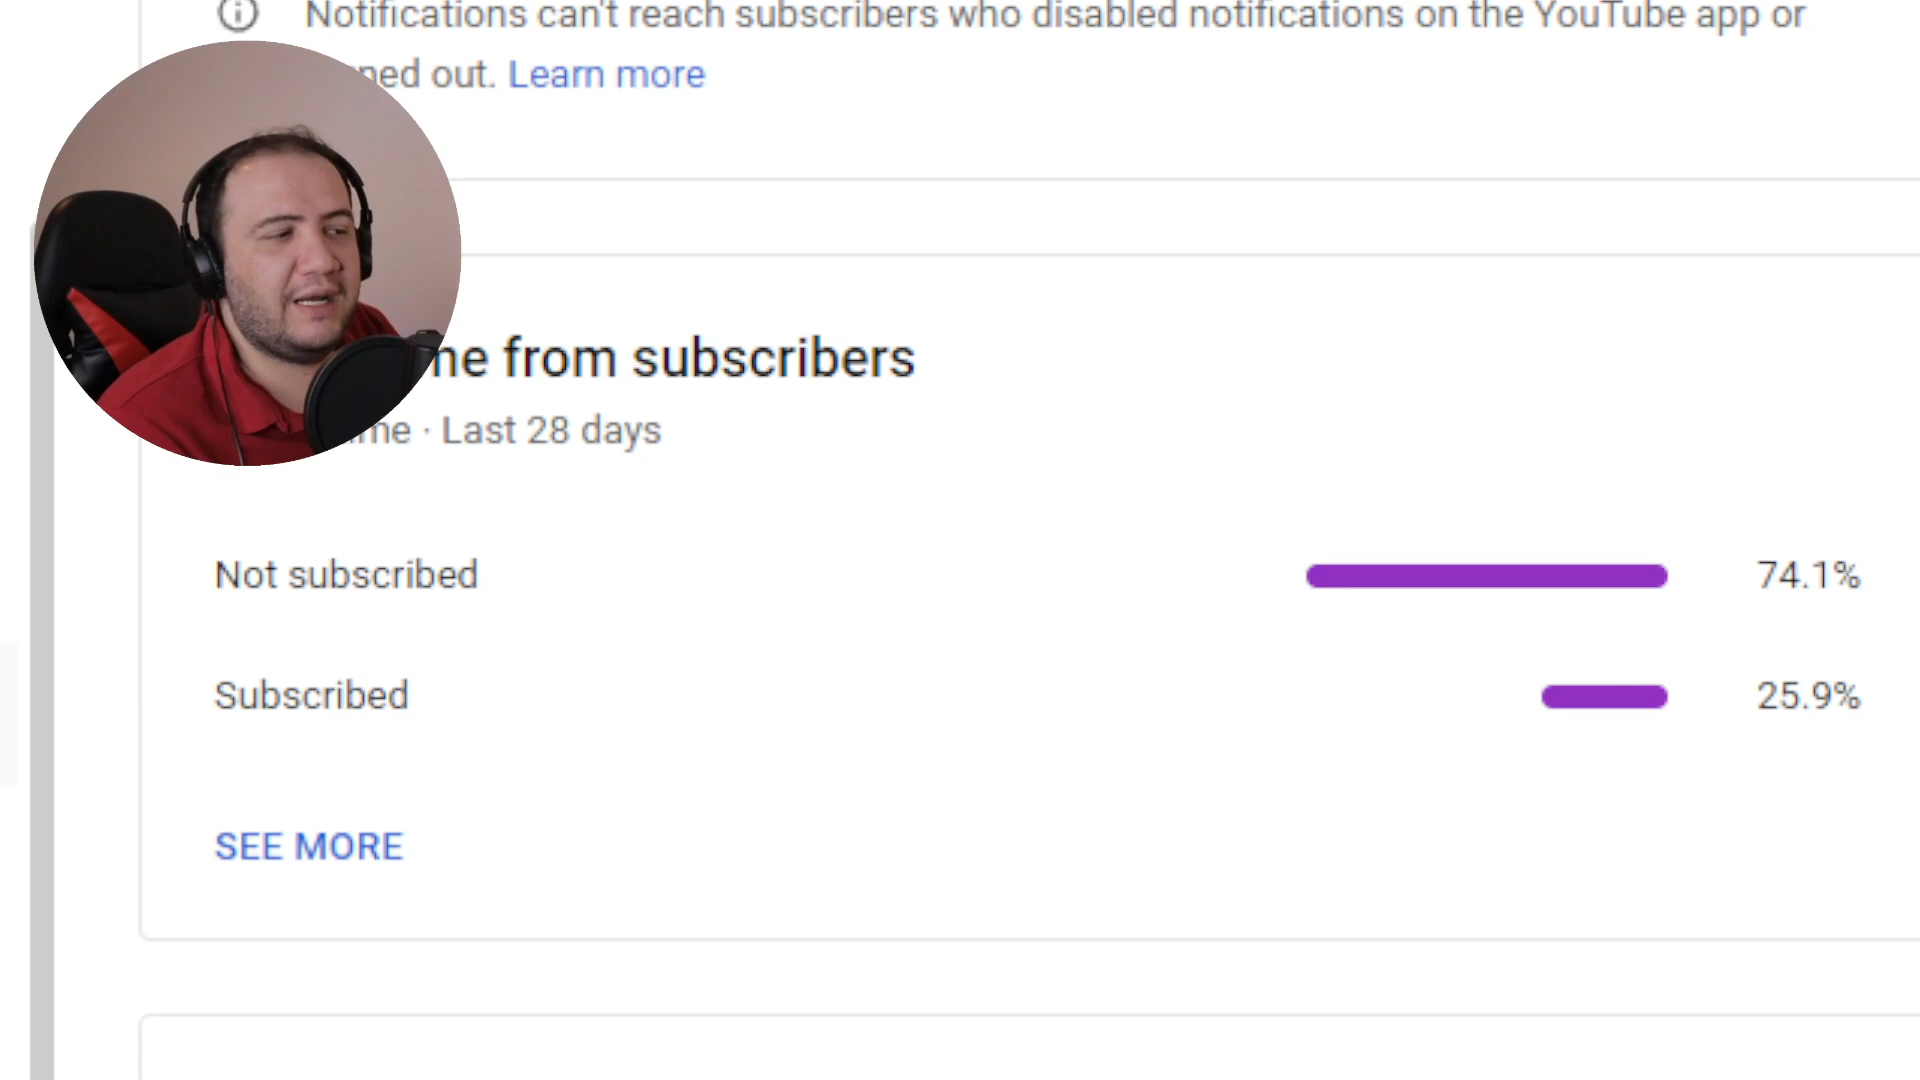 Notifications can't reach subscribers who disabled notifications on the YouTube app or
out. Learn more
from subscribers
· Last 28 days
Not subscribed 74.1%
Subscribed 25.9%
SEE MORE